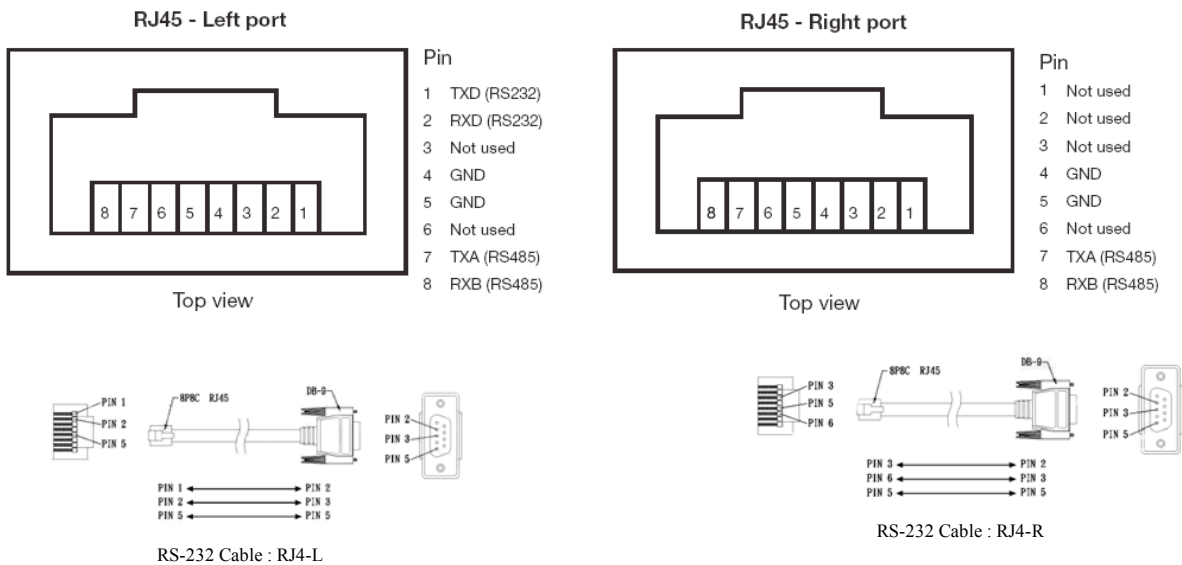 RJ45 - Left port
Pin
1 TXD (RS232)
2 RXD (RS232)
3 Not used
4 GND
5 GND
6 Not used
7 TXA (RS485)
8 RXB (RS485)
8 7 6 5 4 3 2 1
Top view
RJ45 - Right port
Pin
1 Not used
2 Not used
3 Not used
4 GND
5 GND
6 Not used
7 TXA (RS485)
8 RXB (RS485)
8 7 6 5 4 3 2 1
Top view
PIN 1
PIN 2
PIN 5
8P8C RJ45
DB-9
PIN 2
PIN 3
PIN 5
PIN 1 PIN 2
PIN 2 PIN 3
PIN 5 PIN 5
RS-232 Cable : RJ4-L
PIN 3
PIN 5
PIN 6
8P8C RJ45
DB-9
PIN 2
PIN 3
PIN 5
PIN 3 PIN 2
PIN 6 PIN 3
PIN 5 PIN 5
RS-232 Cable : RJ4-R